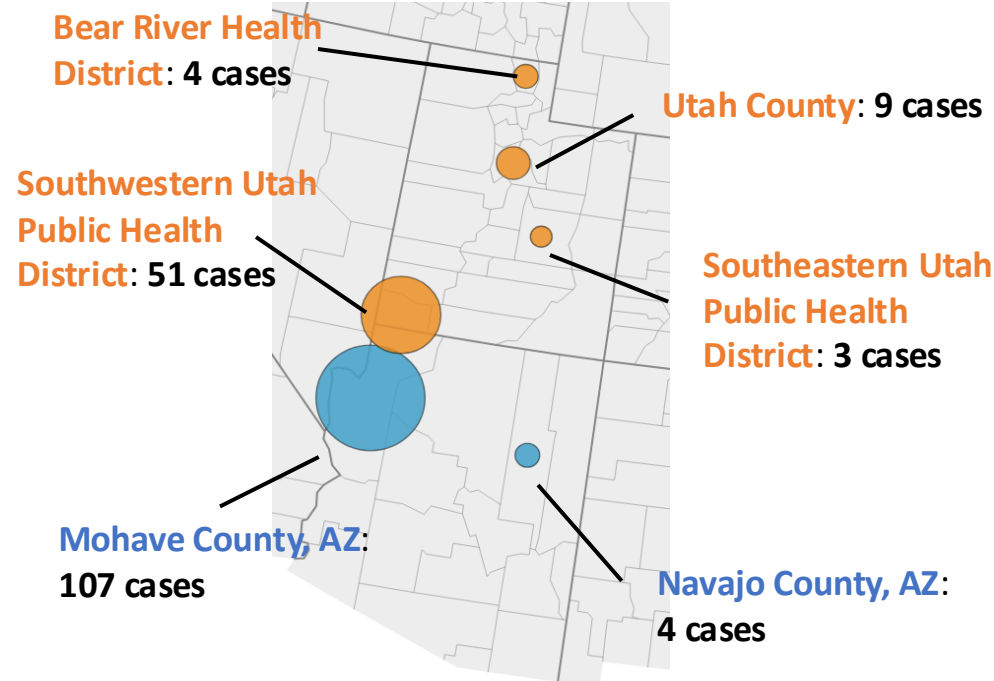 Bear River Health
District: 4 cases
Utah County: 9 cases
Southwestern Utah
Public Health
District: 51 cases
Southeastern Utah
Public Health
District: 3 cases
Mohave County, AZ:
107 cases
Navajo County, AZ:
4 cases